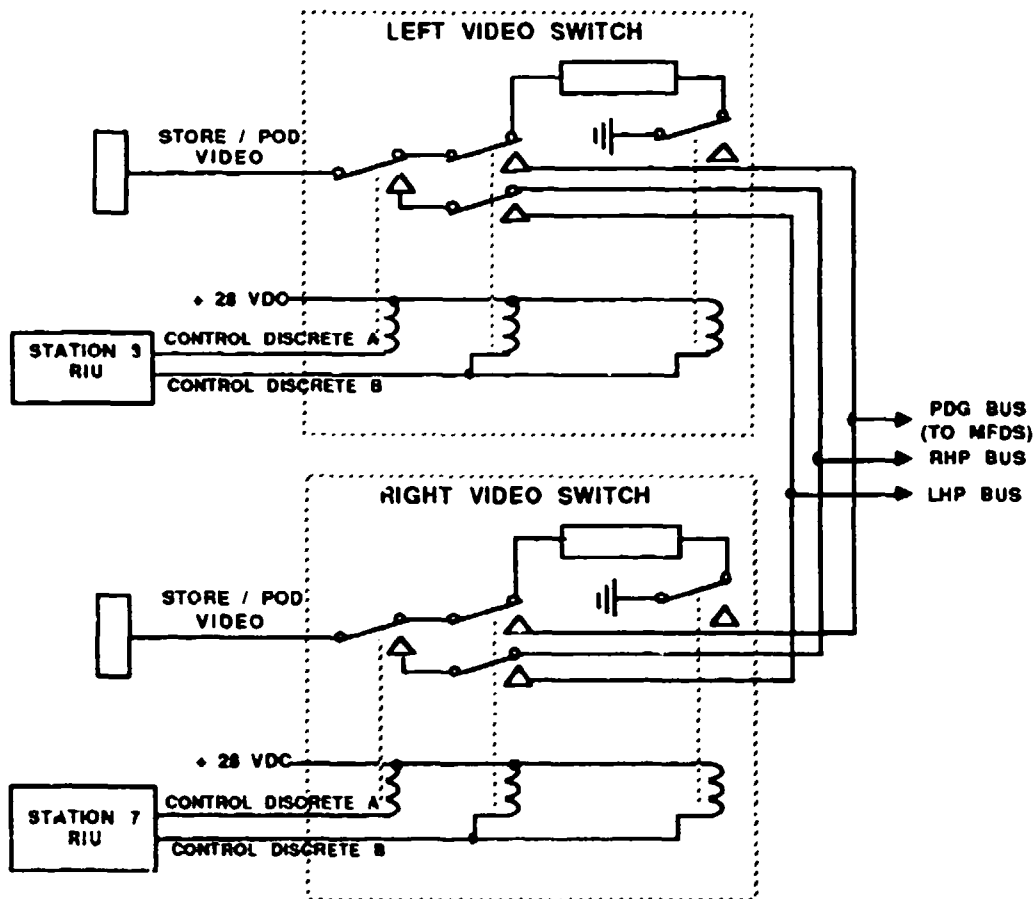 LEFT VIDEO SWITCH
STORE / POD
VIDEO
+ 28 VDO
CONTROL DISCRETE A
STATION 3
RIU
CONTROL DISCRETE B
PDG BUS
(TO MFDS)
RHP BUS
LHP BUS
RIGHT VIDEO SWITCH
STORE / POD
VIDEO
+ 28 VDC
CONTROL DISCRETE A
STATION 7
RIU
CONTROL DISCRETE B